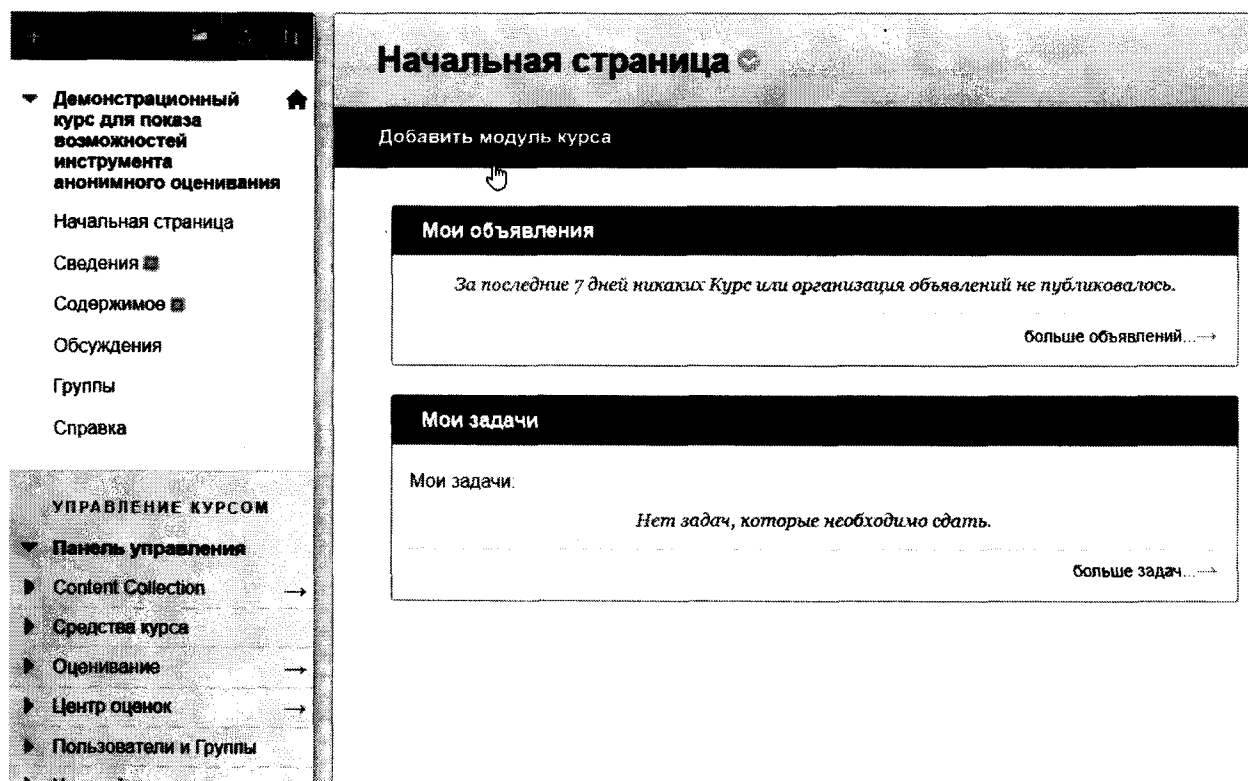 Демонстрационный
курс для показа
возможностей
инструмента
анонимного оценивания
Начальная страница
Сведения
Содержимое
Обсуждения
Группы
Справка
УПРАВЛЕНИЕ КУРСОМ
Панель управления
Content Collection
Средства курса
Оценивание
Центр оценок
Пользователи и Группы
Начальная страница
Добавить модуль курса
Мои объявления
За последние 7 дней никаких Курс или организация объявлений не публиковалось.
больше объявлений...→
Мои задачи
Мои задачи:
Нет задач, которые необходимо сдать.
больше задач...→